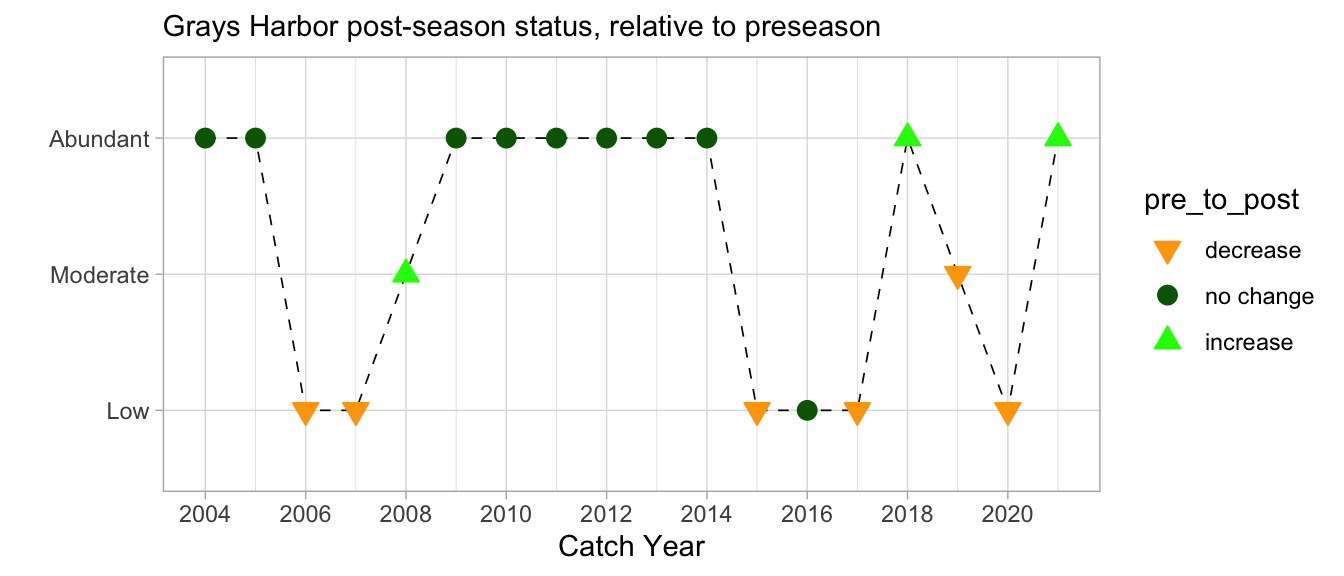 Grays Harbor post-season status, relative to preseason
Abundant
Moderate
Low
2004 2006 2008 2010 2012 2014 2016 2018 2020
Catch Year
pre_to_post
decrease
no change
increase